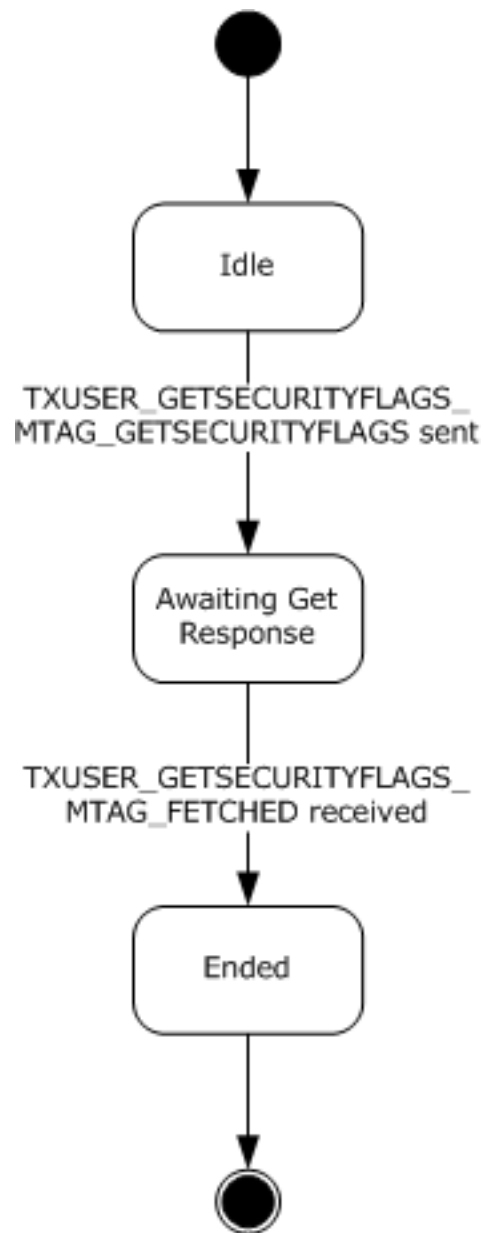 Idle
TXUSER_GETSECURITYFLAGS_
MTAG_GETSECURITYFLAGS sent
Awaiting Get
Response
TXUSER_GETSECURITYFLAGS_
MTAG_FETCHED received
Ended